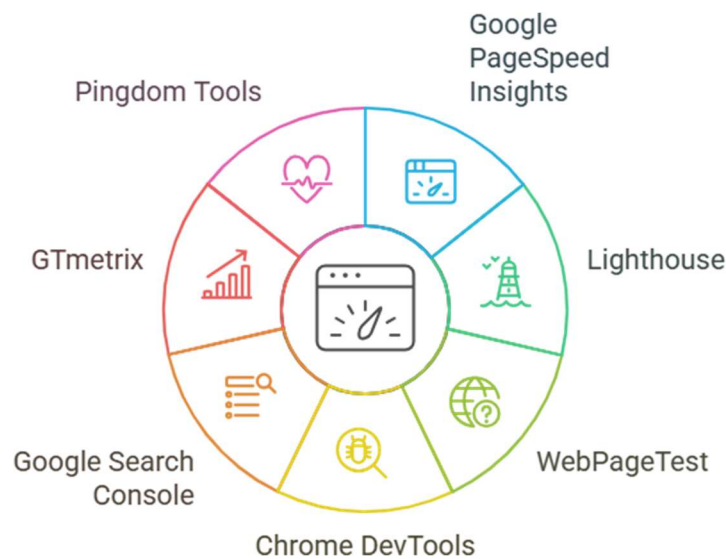 Google
PageSpeed
Insights
Pingdom Tools
GTmetrix
Lighthouse
Google Search
Console
WebPageTest
Chrome DevTools
?